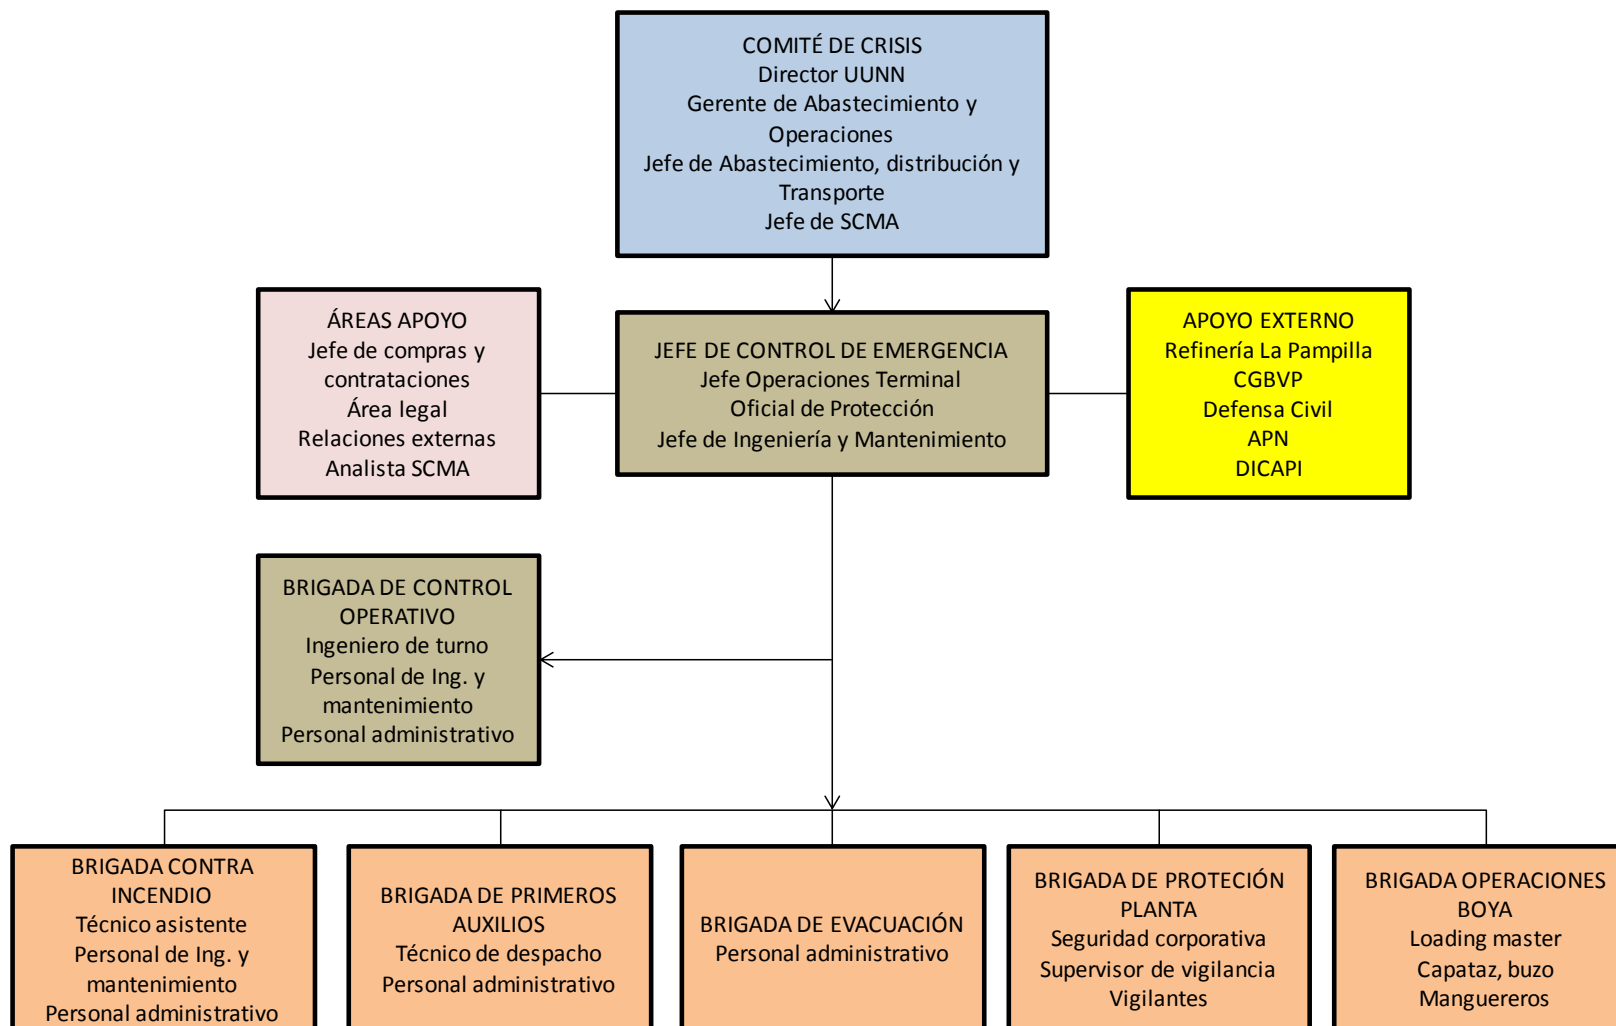 COMITÉ DE CRISIS
Director UUNN
Gerente de Abastecimiento y
Operaciones
Jefe de Abastecimiento, distribución y
Transporte
Jefe de SCMA
ÁREAS APOYO
Jefe de compras y
contrataciones
Área legal
Relaciones externas
Analista SCMA
JEFE DE CONTROL DE EMERGENCIA
Jefe Operaciones Terminal
Oficial de Protección
Jefe de Ingeniería y Mantenimiento
APOYO EXTERNO
Refinería La Pampilla
CGBVP
Defensa Civil
APN
DICAPI
BRIGADA DE CONTROL
OPERATIVO
Ingeniero de turno
Personal de Ing. y
mantenimiento
Personal administrativo
BRIGADA CONTRA
INCENDIO
Técnico asistente
Personal de Ing. y
mantenimiento
Personal administrativo
BRIGADA DE PRIMEROS
AUXILIOS
Técnico de despacho
Personal administrativo
BRIGADA DE EVACUACIÓN
Personal administrativo
BRIGADA DE PROTECIÓN
PLANTA
Seguridad corporativa
Supervisor de vigilancia
Vigilantes
BRIGADA OPERACIONES
BOYA
Loading master
Capataz, buzo
Manguereros